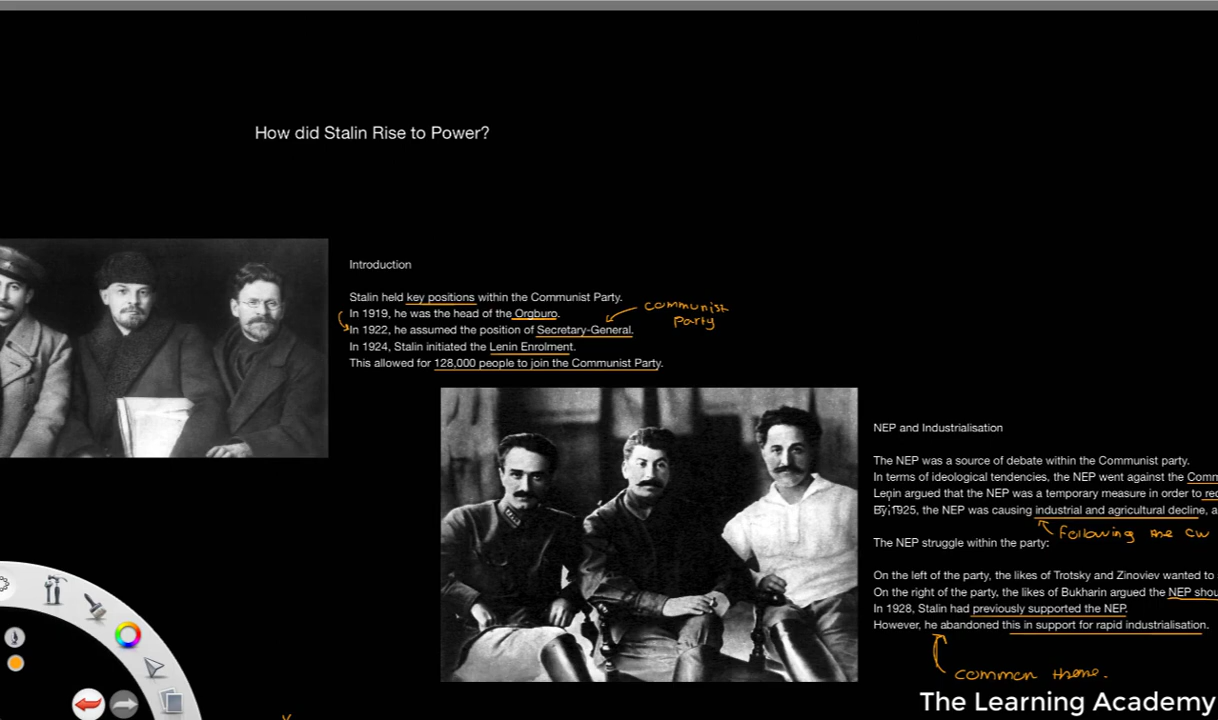 How did Stalin Rise to Power?
Introduction
Stalin held key positions within the Communist Party.
In 1919, he was the head of the Orgburo.
In 1922, he assumed the position of Secretary-General.
In 1924, Stalin initiated the Lenin Enrolment.
This allowed for 128,000 people to join the Communist Party.
communist
Party
NEP and Industrialisation
The NEP was a source of debate within the Communist party.
In terms of ideological tendencies, the NEP went against the Comm
Lenin argued that the NEP was a temporary measure in order to rec
By 1925, the NEP was causing industrial and agricultural decline, a
Following the CW
The NEP struggle within the party:
On the left of the party, the likes of Trotsky and Zinoviev wanted to
On the right of the party, the likes of Bukharin argued the NEP shou
In 1928, Stalin had previously supported the NEP.
However, he abandoned this in support for rapid industrialisation.
common theme.
The Learning Academy